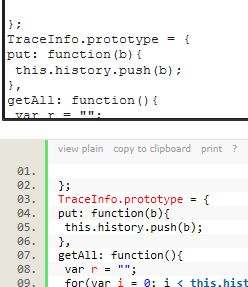 };
TraceInfo.prototype = {
put: function(b){
this.history.push(b);
},
getAll: function(){
var r = "";
view plain copy to clipboard print ?
01.
02. };
03. TraceInfo.prototype = {
04. put: function(b){
05. this.history.push(b);
06. },
07. getAll: function(){
08. var r = "";
09. for(var i = 0; i < this.hist